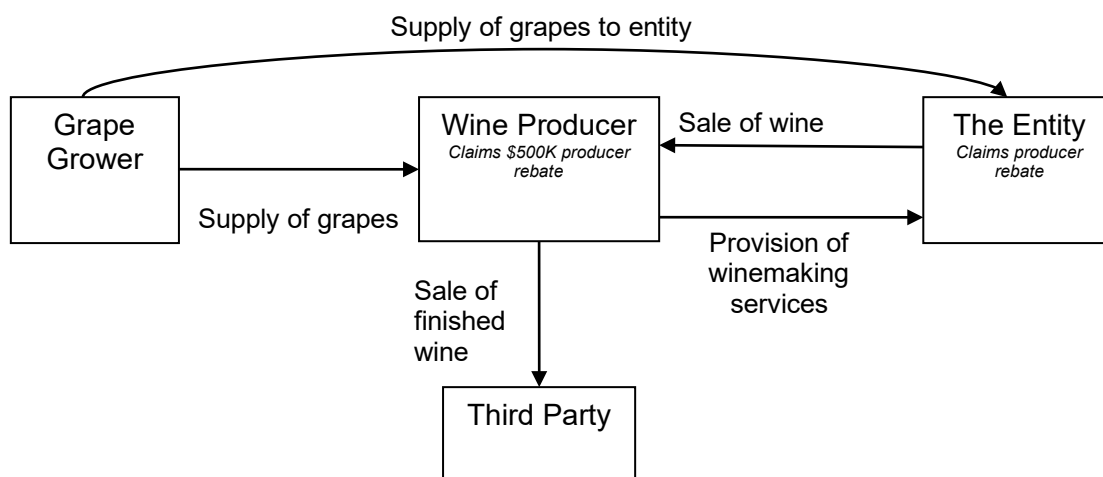 Supply of grapes to entity
Grape
Grower
Wine Producer
Claims $500K producer
rebate
Sale of wine
The Entity
Claims producer
rebate
Supply of grapes
Provision of
winemaking
services
Sale of
finished
wine
Third Party